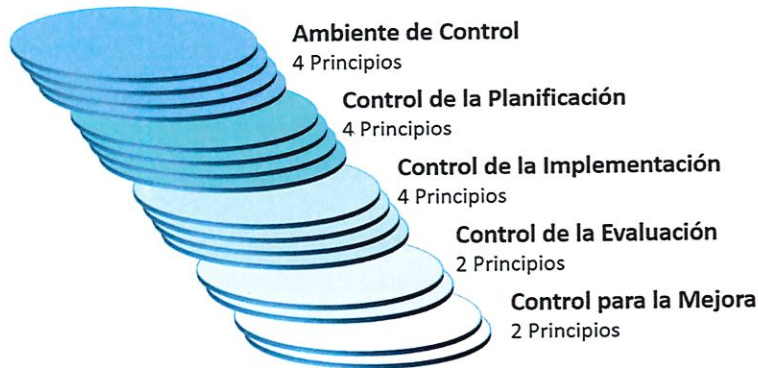 Ambiente de Control
4 Principios
Control de la Planificación
4 Principios
Control de la Implementación
4 Principios
Control de la Evaluación
2 Principios
Control para la Mejora
2 Principios